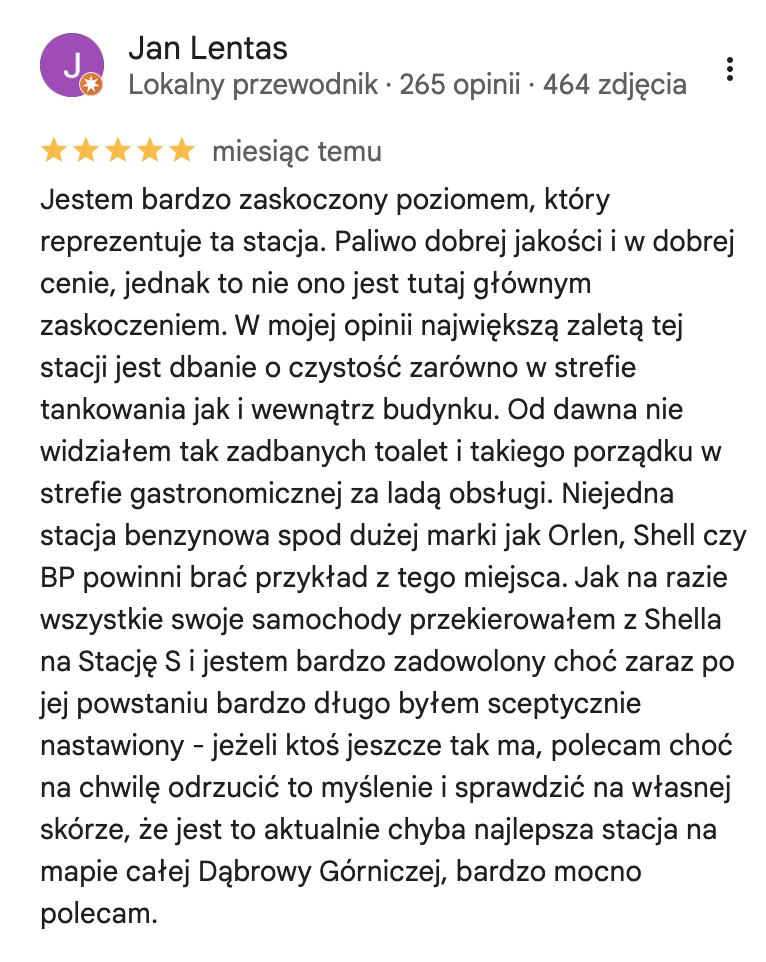 J
Jan Lentas
Lokalny przewodnik · 265 opinii · 464 zdjęcia
miesiąc temu
Jestem bardzo zaskoczony poziomem, który
reprezentuje ta stacja. Paliwo dobrej jakości i w dobrej
cenie, jednak to nie ono jest tutaj głównym
zaskoczeniem. W mojej opinii największą zaletą tej
stacji jest dbanie o czystość zarówno w strefie
tankowania jak i wewnątrz budynku. Od dawna nie
widziałem tak zadbanych toalet i takiego porządku w
strefie gastronomicznej za ladą obsługi. Niejedna
stacja benzynowa spod dużej marki jak Orlen, Shell czy
BP powinni brać przykład z tego miejsca. Jak na razie
wszystkie swoje samochody przekierowałem z Shella
na Stację S i jestem bardzo zadowolony choć zaraz po
jej powstaniu bardzo długo byłem sceptycznie
nastawiony - jeżeli ktoś jeszcze tak ma, polecam choć
na chwilę odrzucić to myślenie i sprawdzić na własnej
skórze, że jest to aktualnie chyba najlepsza stacja na
mapie całej Dąbrowy Górniczej, bardzo mocno
polecam.